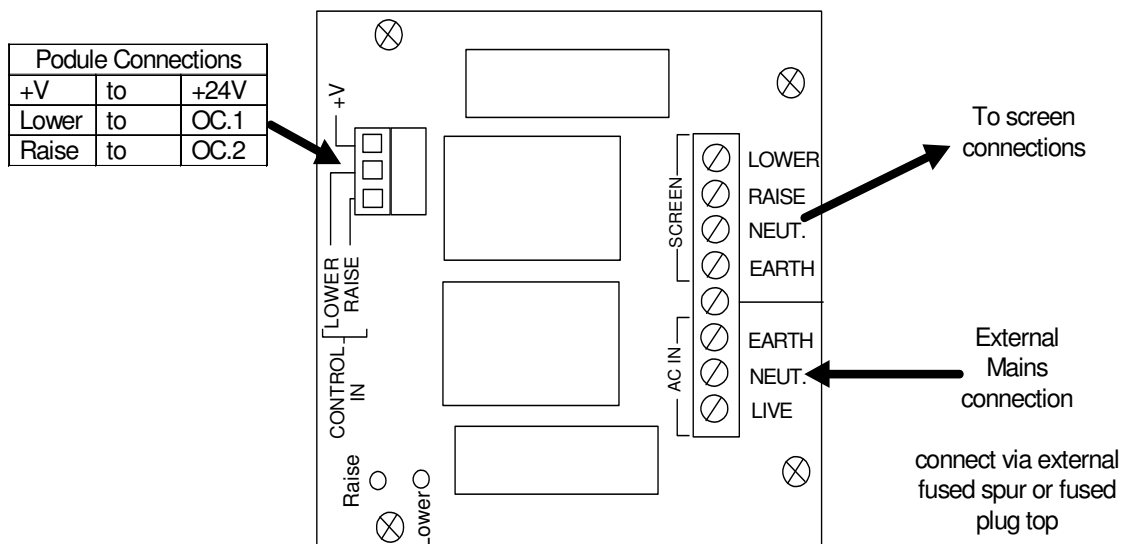 Podule Connections
+V to +24V
Lower to OC.1
Raise to OC.2
+V
LOWER
RAISE
CONTROL
IN
Raise
Lower
SCREEN
LOWER
RAISE
NEUT.
EARTH
AC IN
EARTH
NEUT.
LIVE
To screen
connections
External
Mains
connection
connect via external
fused spur or fused
plug top